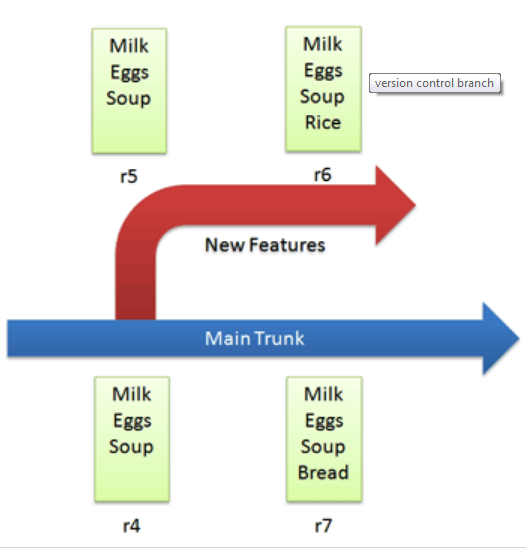 Milk
Eggs
Soup
r5
Milk
Eggs
Soup
Rice
r6
version control branch
New Features
Main Trunk
Milk
Eggs
Soup
r4
Milk
Eggs
Soup
Bread
r7